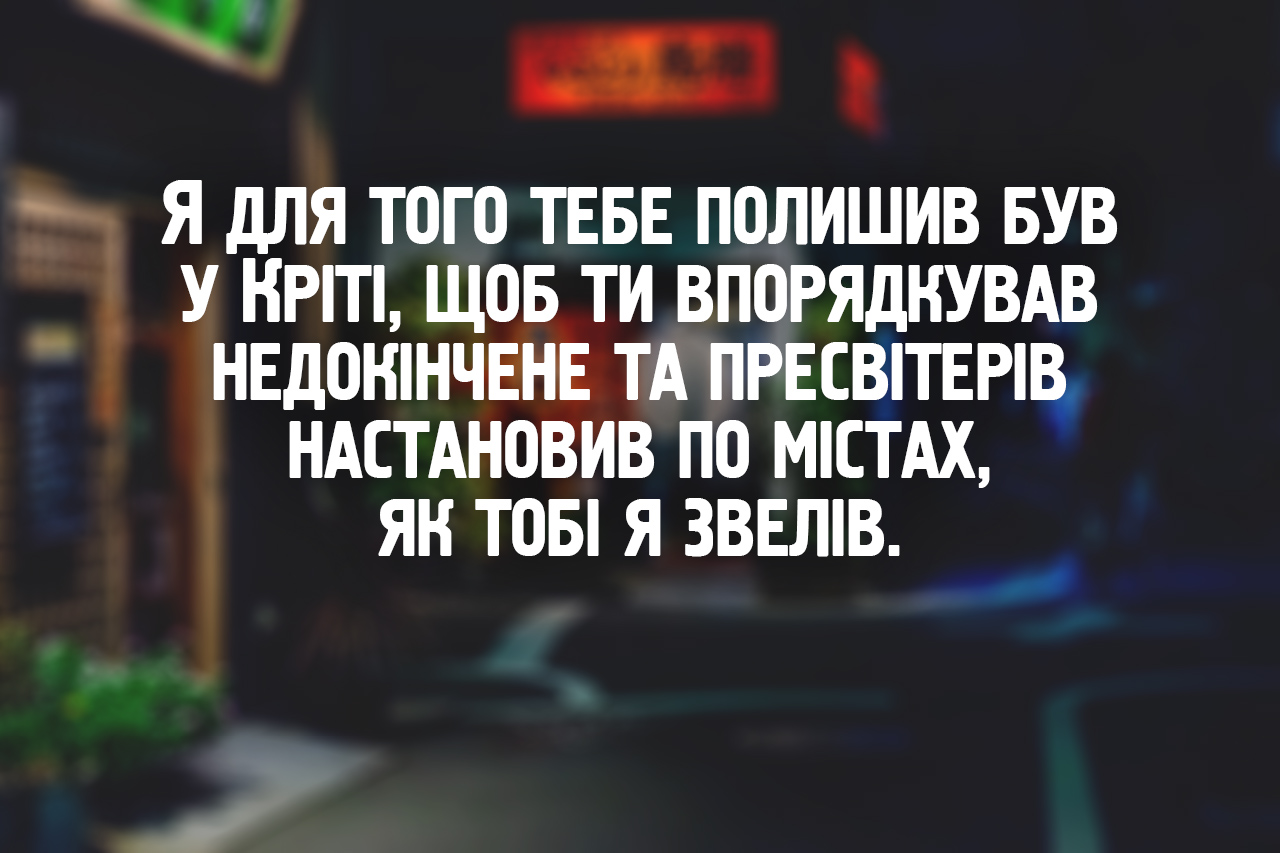 Я для того тебе полишив був
у Кріті, щоб ти впорядкував
недокінчене та пресвітерів
настановив по містах,
як тобі я звелів.